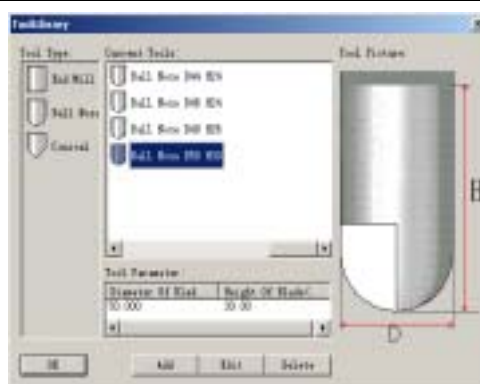 ToolLibrary
Tool Type
Current Tools
Tool Picture
End Mill
Ball Nose
Conical
Ball Nose
Ball Nose
Ball Nose
Ball Nose
H
D
Tool Parameter
Diameter Of Blad
Height Of Blade(
50.000
30.00
OK
Add
Edit
Delete